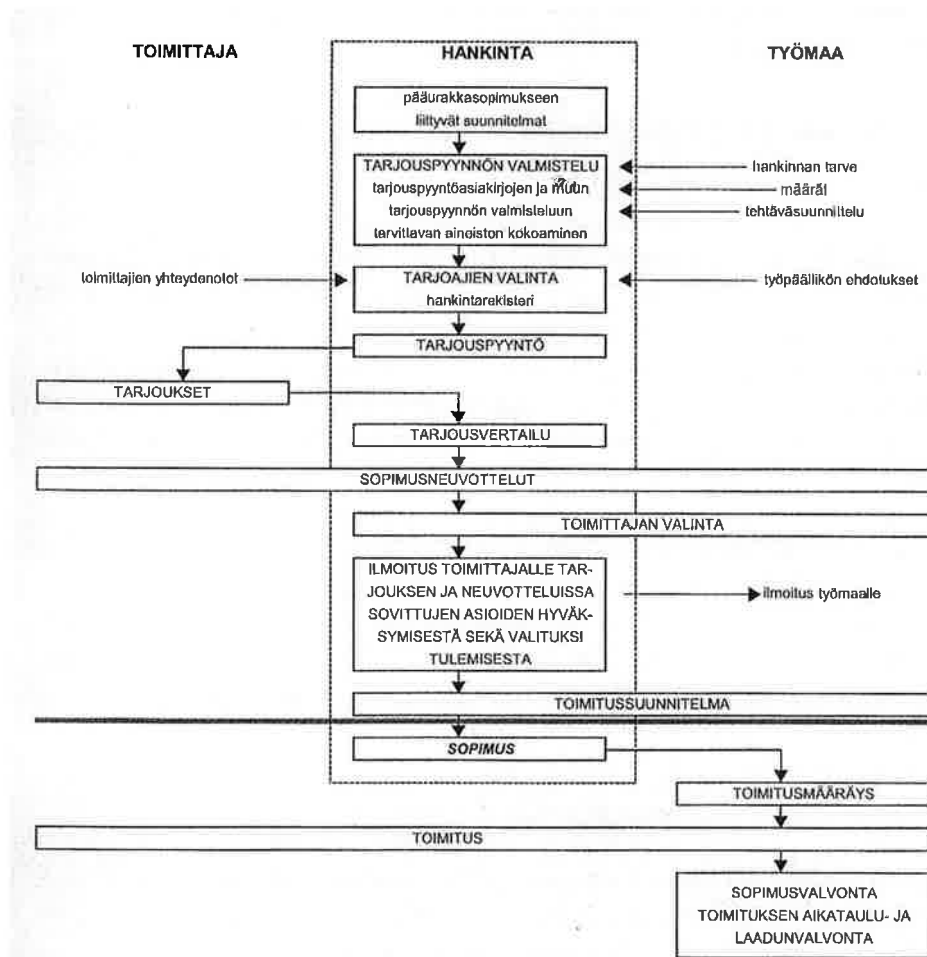 TOIMITTAJA
HANKINTA
TYÖMAA
pääurakkasopimukseen
liittyvät suunnitelmat
TARJOUSPYYNNÖN VALMISTELU
tarjouspyyntöasiakirjojen ja muun
tarjouspyynnön valmisteluun
tarvittavan aineiston kokoaminen
hankinnan tarve
määrät
tehtäväsuunnittelu
toimittajien yhteydenotot
TARJOAJIEN VALINTA
hankintarekisteri
työpäällikön ehdotukset
TARJOUSPYYNTÖ
TARJOUKSET
TARJOUSVERTAILU
SOPIMUSNEUVOTTELUT
TOIMITTAJAN VALINTA
ILMOITUS TOIMITTAJALLE TAR-
JOUKSEN JA NEUVOTTELUISSA
SOVITTUJEN ASIOIDEN HYVÄK-
SYMISESTÄ SEKÄ VALITUKSI
TULEMISESTA
ilmoitus työmaalle
TOIMITUSSUUNNITELMA
SOPIMUS
TOIMITUSMÄÄRÄYS
TOIMITUS
SOPIMUSVALVONTA
TOIMITUKSEN AIKATAULU- JA
LAADUNVALVONTA